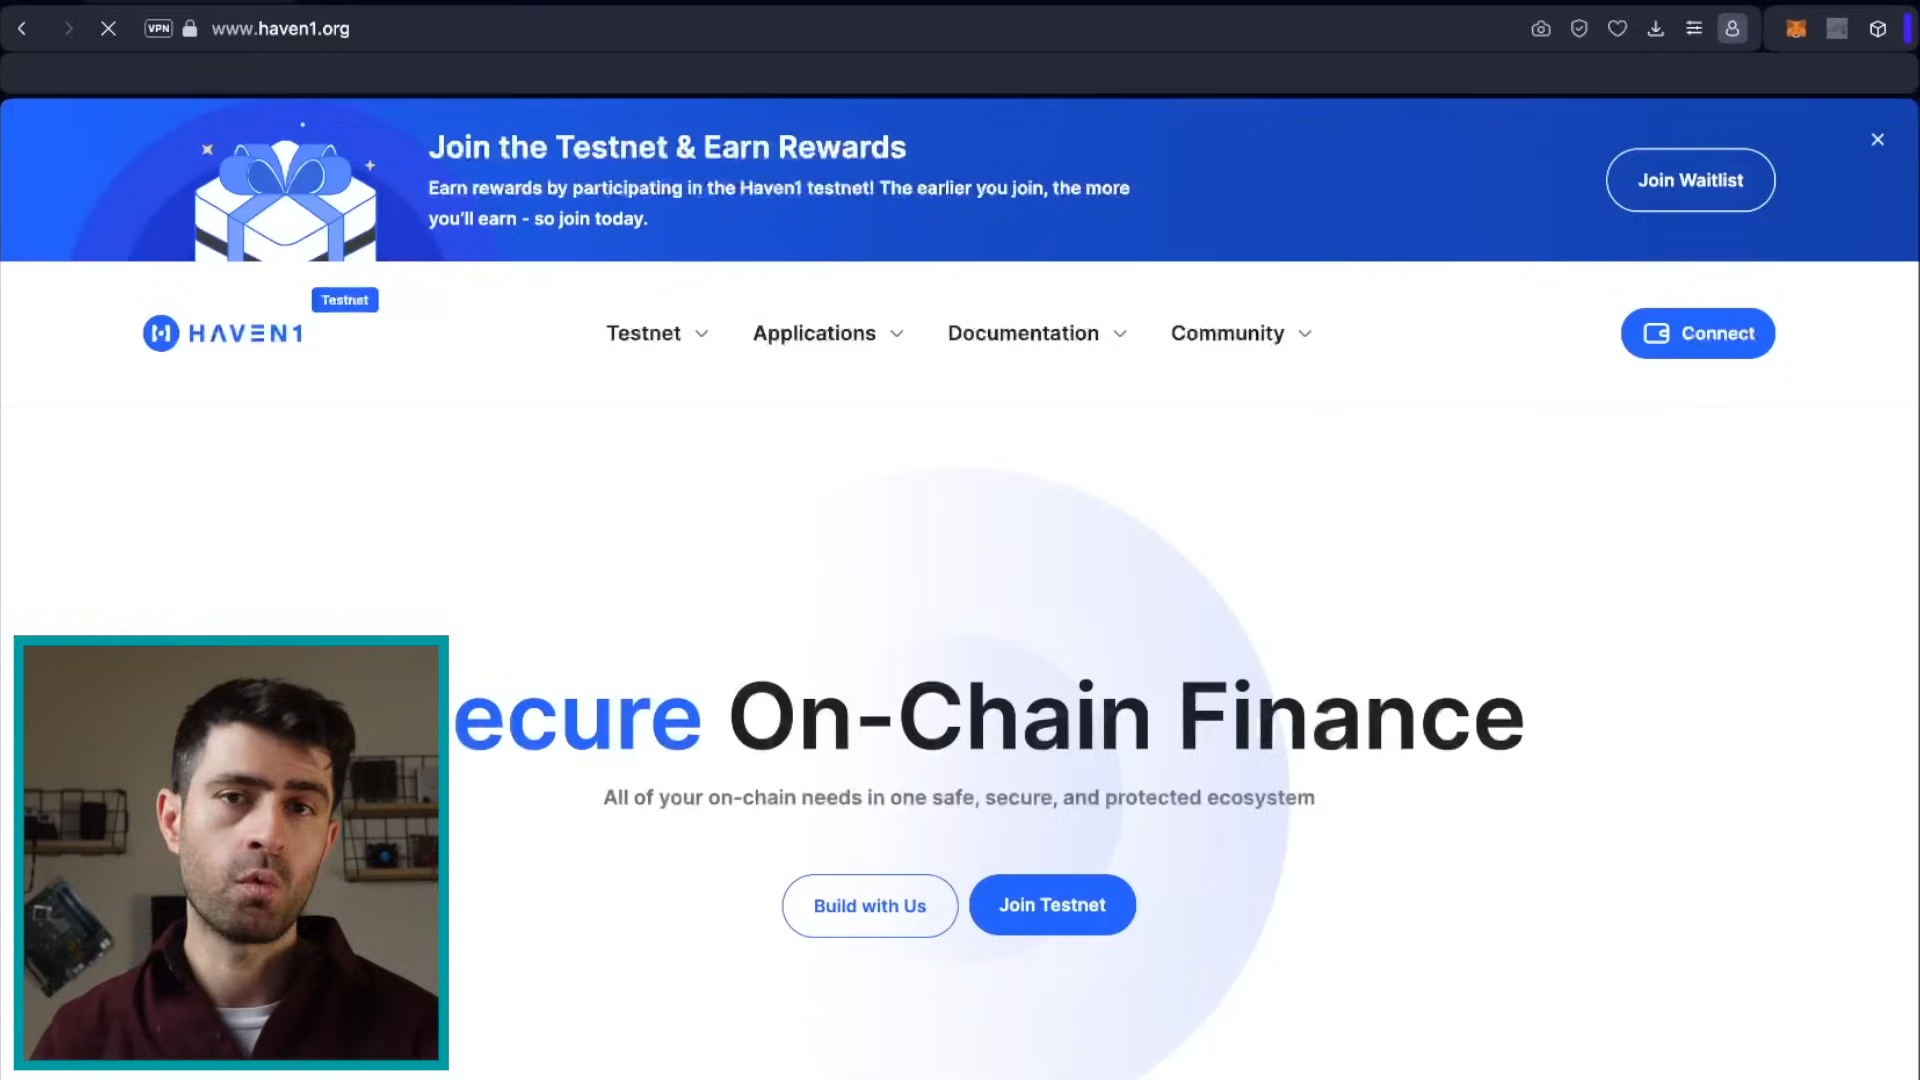 VPN www.haven1.org
Join the Testnet & Earn Rewards
Earn rewards by participating in the Haven1 testnet! The earlier you join, the more
you'll earn - so join today.
Join Waitlist
Testnet
HAVEN1
Testnet
Applications
Documentation
Community
Connect
ecure On-Chain Finance
All of your on-chain needs in one safe, secure, and protected ecosystem
Build with Us
Join Testnet